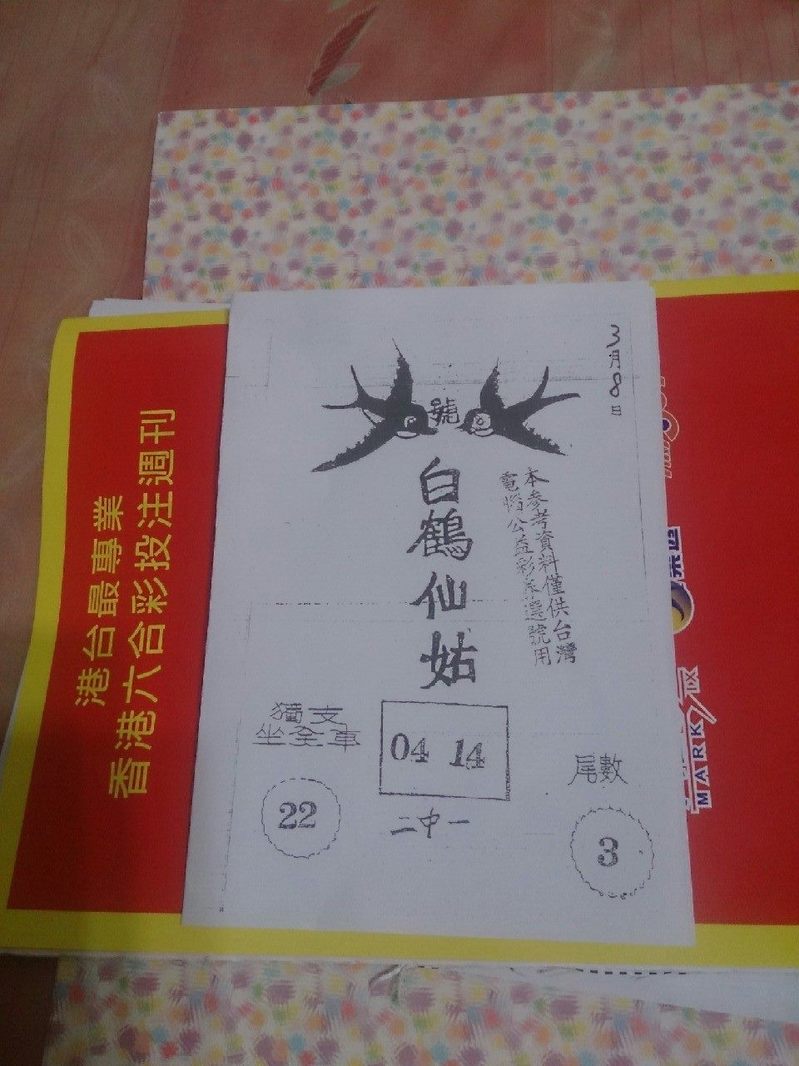 3月8日
號
白鶴仙姑
本參考資料僅供台灣
電腦公益彩券選號用
獨支
坐全車
22
04 14
二中一
尾數
3
港台最專業
香港六合彩投注週刊
MARK